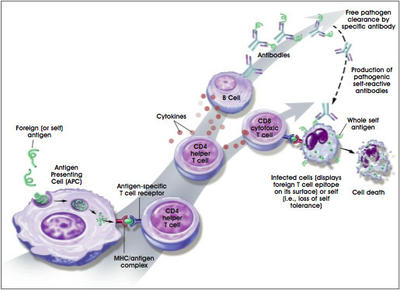 Free pathogen
clearance by
specific antibody
Antibodies
Production of
pathogenic
self-reactive
antibodies
B Cell
Cytokines
CD8
cytotoxic
T cell
Whole self
antigen
Foreign (or self)
antigen
CD4
helper
T cell
Antigen
Presenting
Cell (APC)
Antigen-specific
T cell receptor
Infected cells (displays
foreign T cell epitope
on its surface) or self
(i.e., loss of self
tolerance)
Cell death
CD4
helper
T cell
MHC/antigen
complex